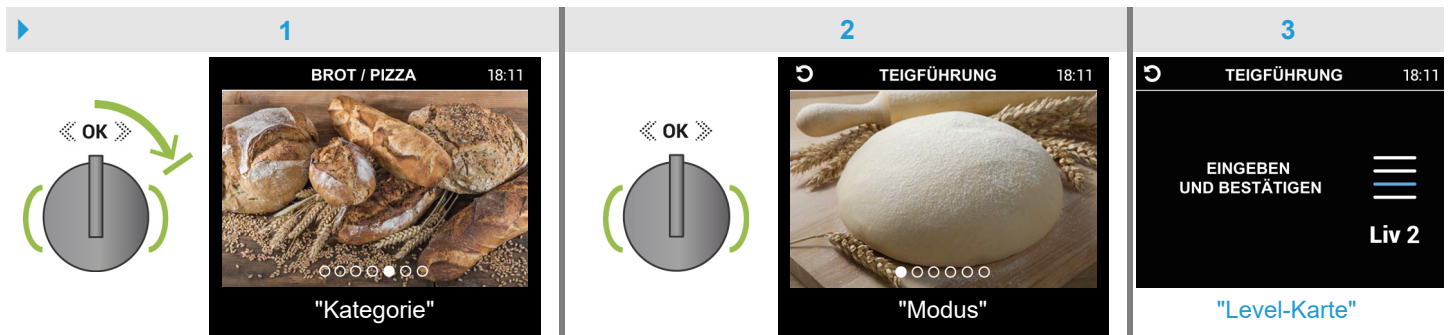 1
OK
BROT / PIZZA 18:11
"Kategorie"
2
OK
TEIGFÜHRUNG 18:11
"Modus"
3
TEIGFÜHRUNG 18:11
EINGEBEN
UND BESTÄTIGEN
Liv 2
"Level-Karte"